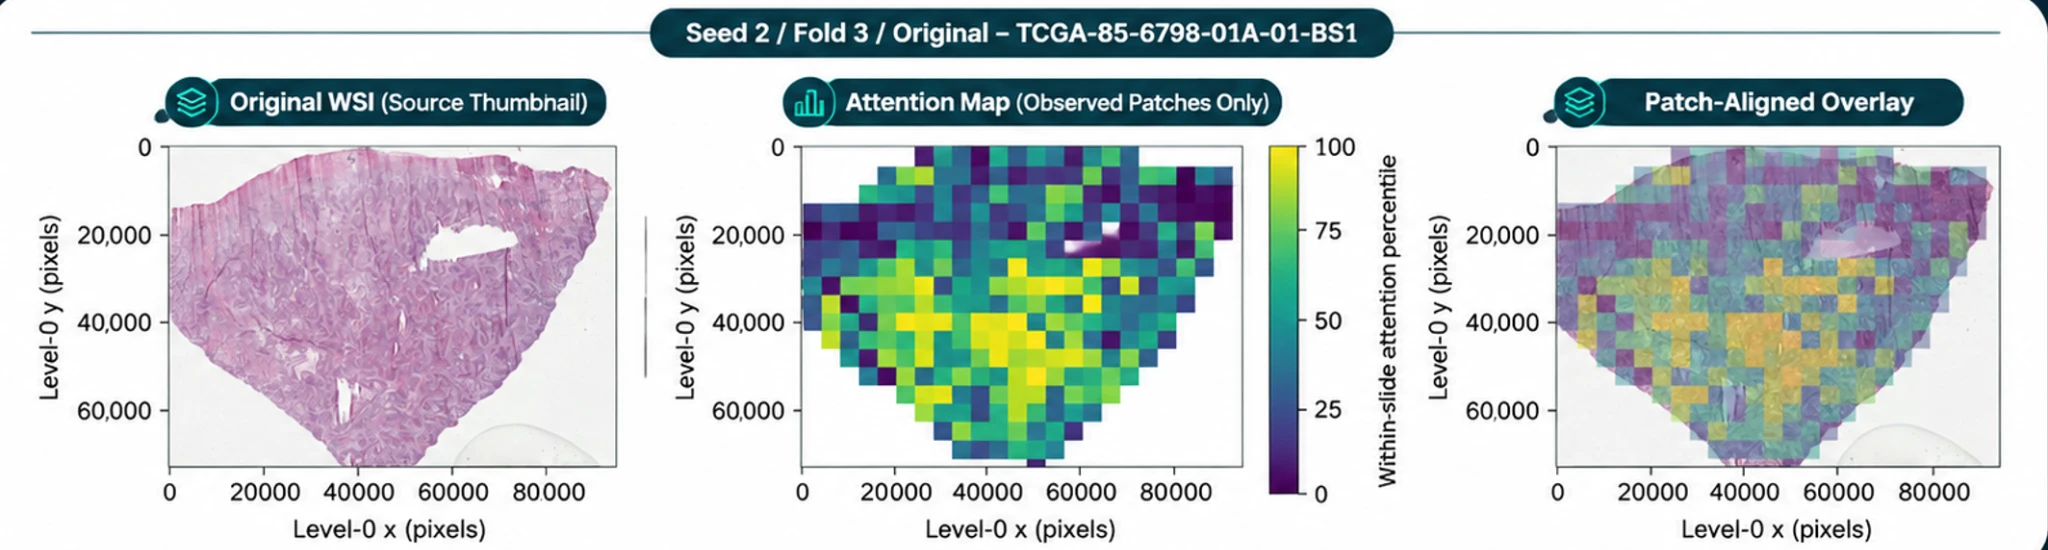 Seed 2 / Fold 3 / Original – TCGA-85-6798-01A-01-BS1
Original WSI (Source Thumbnail)
0
20,000
40,000
60,000
Level-0 y (pixels)
0 20000 40000 60000 80.000
Level-0 x (pixels)
Attention Map (Observed Patches Only)
0
20,000
40,000
60,000
Level-0 y (pixels)
0 20000 40000 60000 80000
Level-0 x (pixels)
100
75
50
25
0
Within-slide attention percentile
Patch-Aligned Overlay
0
20,000
40,000
60,000
Level-0 y (pixels)
0 20000 40000 60000 80000
Level-0 x (pixels)